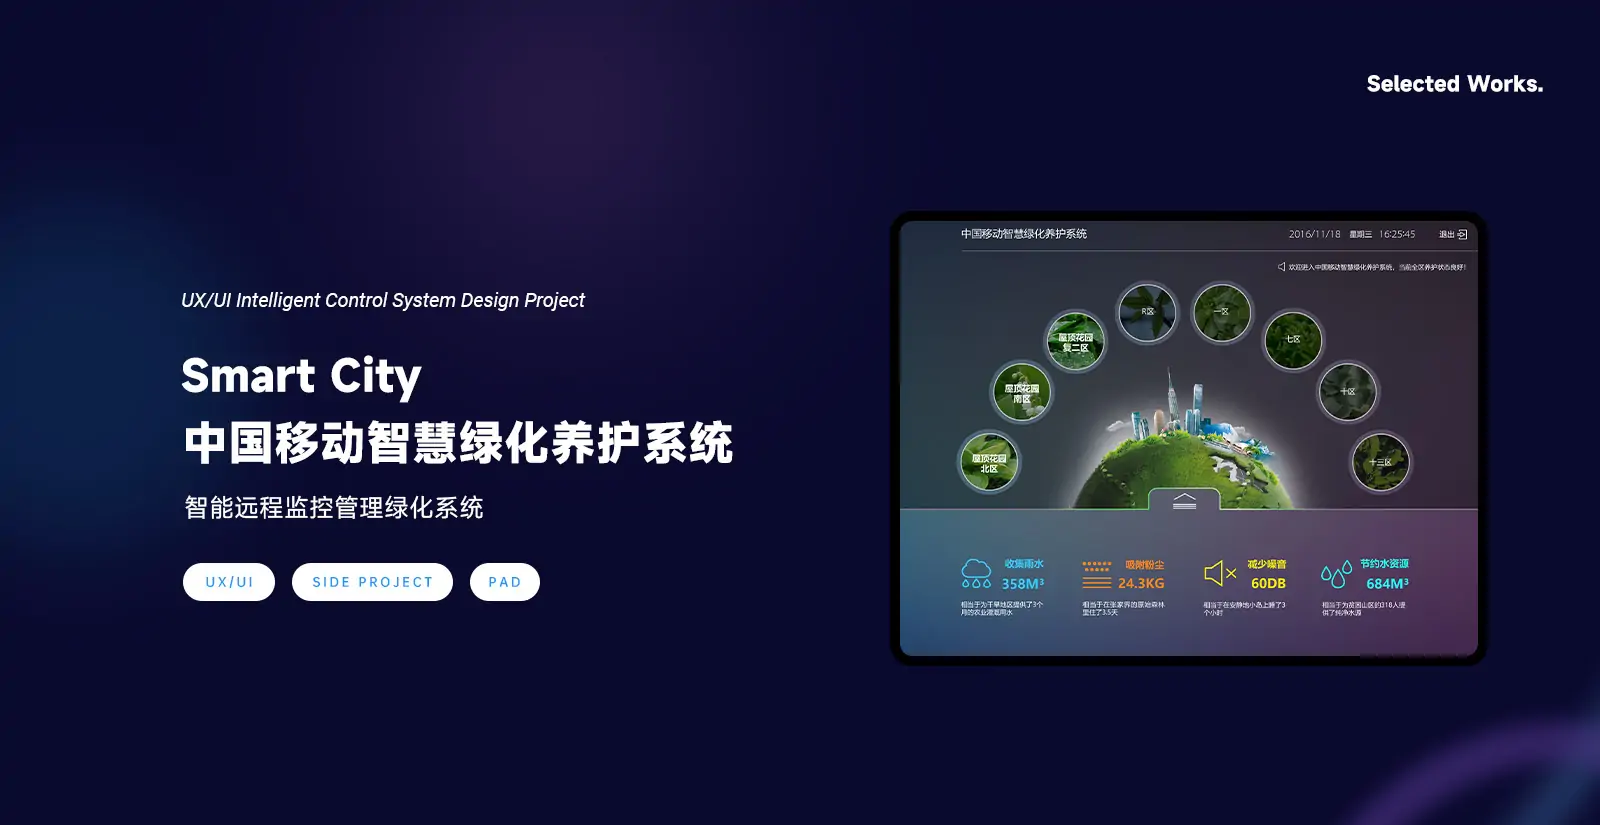 Selected Works.
UX/UI Intelligent Control System Design Project
Smart City
中国移动智慧绿化养护系统
智能远程监控管理绿化系统
UX/UI
SIDE PROJECT
PAD
中国移动智慧绿化养护系统
2016/11/18 星期三 16:25:45 退出
欢迎进入中国移动智慧绿化养护系统，当前全区养护状态良好！
R区
一区
屋顶花园
复二区
七区
屋顶花园
南区
十区
屋顶花园
北区
十三区
收集雨水
358M³
相当于为干旱地区提供了3个
月的农业灌溉用水
吸附粉尘
24.3KG
相当于在张家界的原始森林
里住了3.5天
减少噪音
60DB
相当于在安静地小岛上睡了3
个小时
节约水资源
684M³
相当于为贫困山区的318人提
供了纯净水源